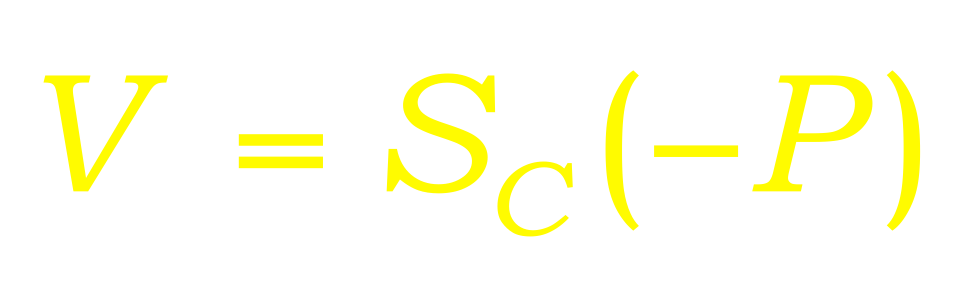 V = S_C(−P)